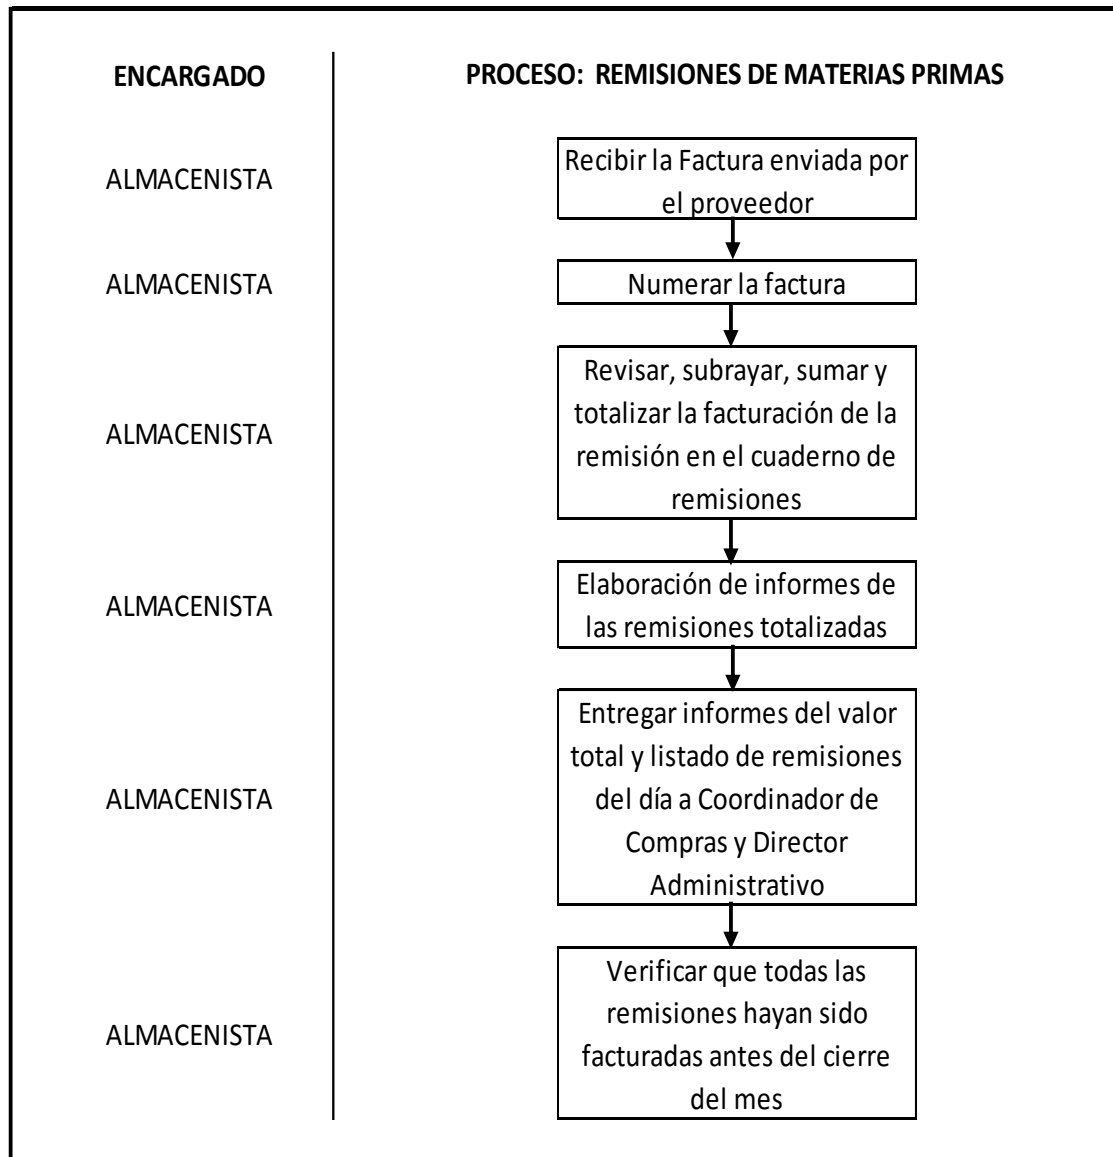 ENCARGADO
PROCESO: REMISIONES DE MATERIAS PRIMAS
ALMACENISTA
Recibir la Factura enviada por
el proveedor
ALMACENISTA
Numerar la factura
ALMACENISTA
Revisar, subrayar, sumar y
totalizar la facturación de la
remisión en el cuaderno de
remisiones
ALMACENISTA
Elaboración de informes de
las remisiones totalizadas
ALMACENISTA
Entregar informes del valor
total y listado de remisiones
del día a Coordinador de
Compras y Director
Administrativo
ALMACENISTA
Verificar que todas las
remisiones hayan sido
facturadas antes del cierre
del mes